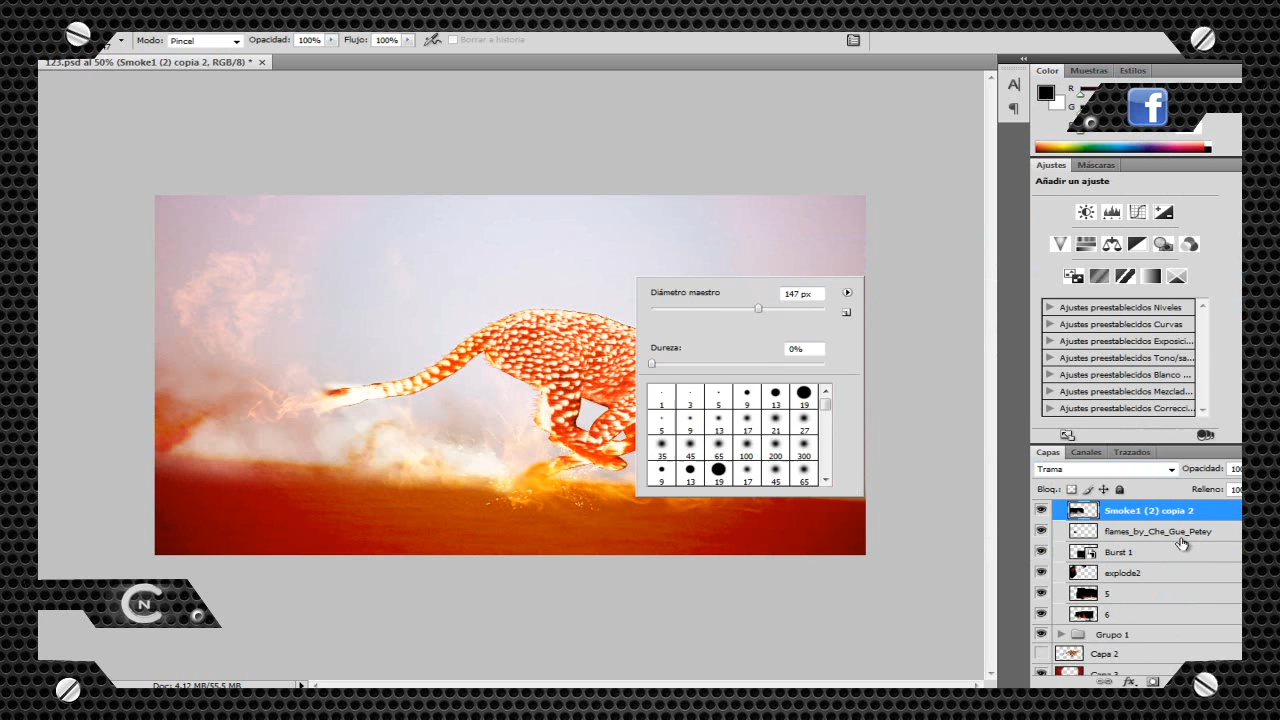 Modo: Pincel Opacidad: 100% Flujo: 100% Borrar e historia
123.psd al 50% (Smoke1 (2) copia 2, RGB/8) *
Color Muestras Estilos
R
G
f
Ajustes Máscaras
Añadir un ajuste
Diámetro maestro 147 px
Dureza: 0%
1 3 5 9 13 19
5 9 13 17 21 27
35 45 65 100 200 300
9 13 19 17 45 65
Ajustes preestablecidos Niveles
Ajustes preestablecidos Curvas
Ajustes preestablecidos Exposici...
Ajustes preestablecidos Tono/sa...
Ajustes preestablecidos Blanco ...
Ajustes preestablecidos Mezclad...
Ajustes preestablecidos Correcci...
Capas Canales Trazados
Trama Opacidad: 100
Bloq.: Relleno: 100
Smoke1 (2) copia 2
flames_by_Che_Gue_Petey
Burst 1
explode2
5
6
Grupo 1
Capa 2
Capa 3
fx
CN
Doc: 4.12 MB/55.5 MB